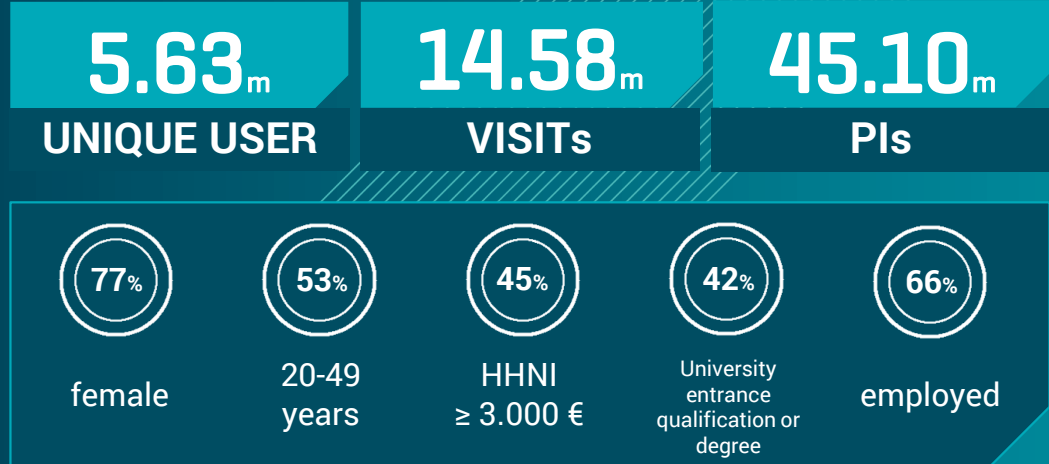 5.63m
14.58m
45.10m
UNIQUE USER
VISITs
PIs
77%
53%
45%
42%
66%
female
20-49
years
HHNI
≥ 3.000 €
University
entrance
qualification or
degree
employed